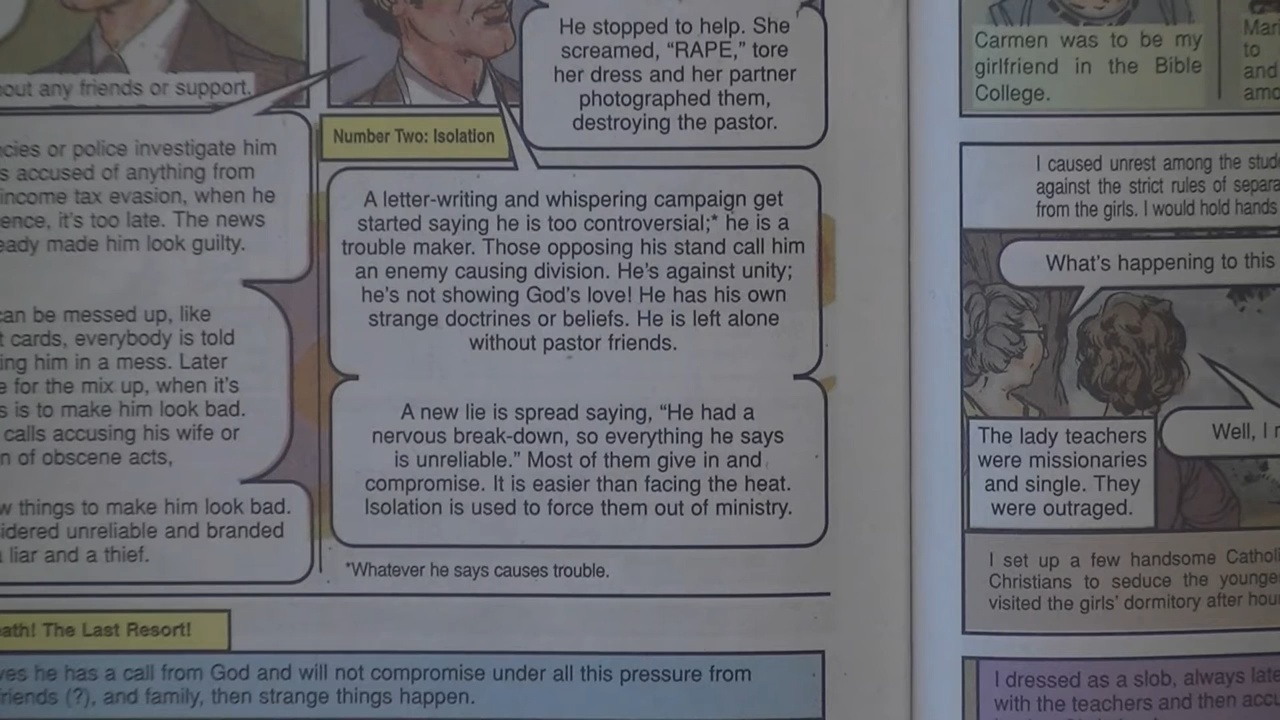 out any friends or support.
cies or police investigate him
s accused of anything from
income tax evasion, when he
ence, it's too late. The news
eady made him look guilty.
can be messed up, like
t cards, everybody is told
ing him in a mess. Later
e for the mix up, when it's
s is to make him look bad.
calls accusing his wife or
n of obscene acts,
w things to make him look bad.
idered unreliable and branded
liar and a thief.
He stopped to help. She
screamed, “RAPE,” tore
her dress and her partner
photographed them,
destroying the pastor.
Number Two: Isolation
A letter-writing and whispering campaign get
started saying he is too controversial;* he is a
trouble maker. Those opposing his stand call him
an enemy causing division. He's against unity;
he's not showing God's love! He has his own
strange doctrines or beliefs. He is left alone
without pastor friends.
A new lie is spread saying, “He had a
nervous break-down, so everything he says
is unreliable.” Most of them give in and
compromise. It is easier than facing the heat.
Isolation is used to force them out of ministry.
*Whatever he says causes trouble.
eath! The Last Resort!
ves he has a call from God and will not compromise under all this pressure from
friends (?), and family, then strange things happen.
Carmen was to be my
girlfriend in the Bible
College.
Mar
to
and
amo
I caused unrest among the stud
against the strict rules of separa
from the girls. I would hold hands
What's happening to this
Well, I
The lady teachers
were missionaries
and single. They
were outraged.
I set up a few handsome Catholi
Christians to seduce the younge
visited the girls' dormitory after hou
I dressed as a slob, always late
with the teachers and then accu